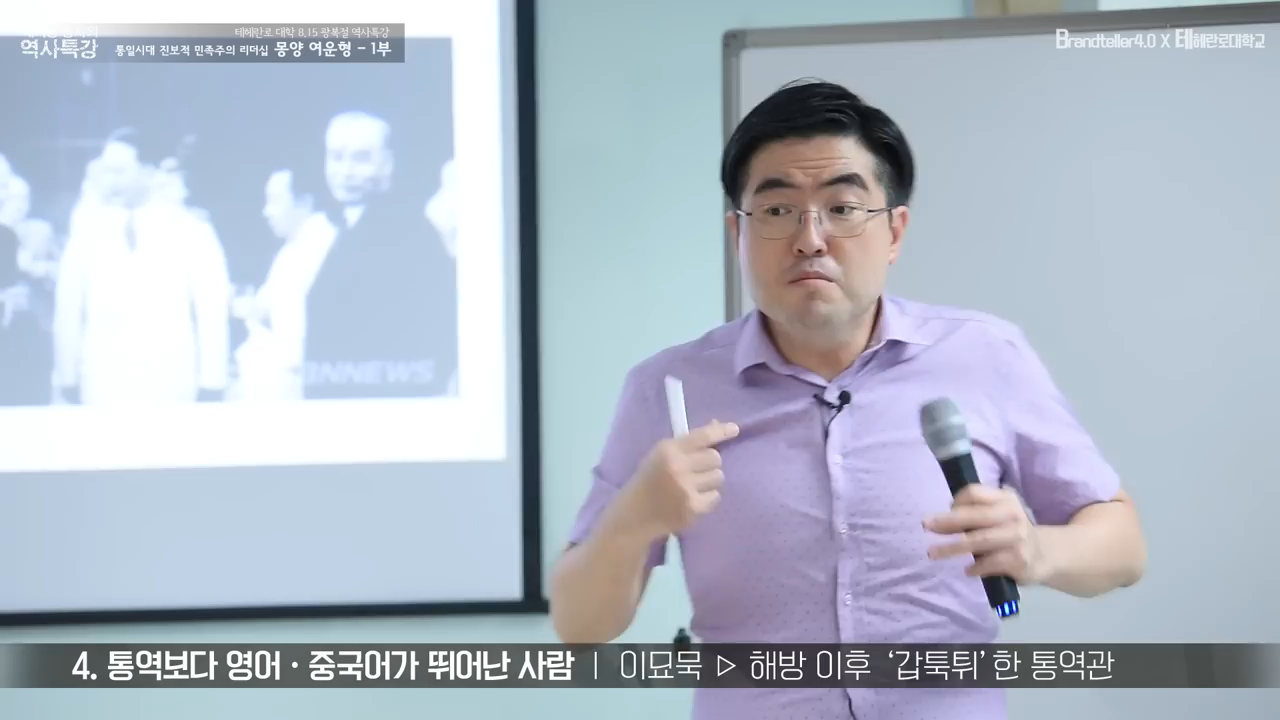 테헤란로 대학 8.15 광복절 역사특강
역사특강 통일시대 진보적 민족주의 리더십 몽양 여운형 - 1부
Brandteller4.0 X 테헤란로대학교
NNEWS
4. 통역보다 영어·중국어가 뛰어난 사람 | 이묘묵 ▷ 해방 이후 ‘갑툭튀’ 한 통역관